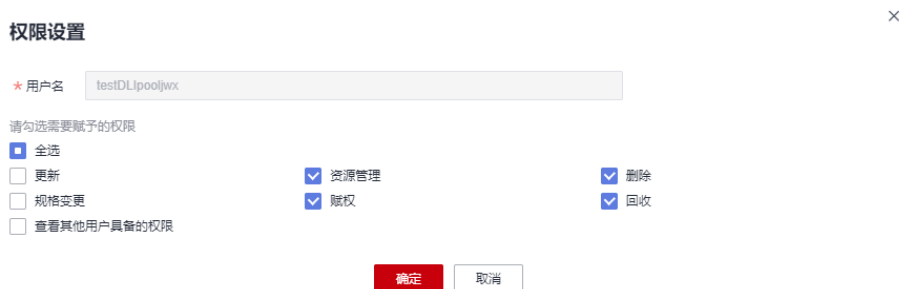 权限设置
* 用户名 testDLIpooljwx
请勾选需要赋予的权限
全选
更新 资源管理 删除
规格变更 赋权 回收
查看其他用户具备的权限
确定 取消